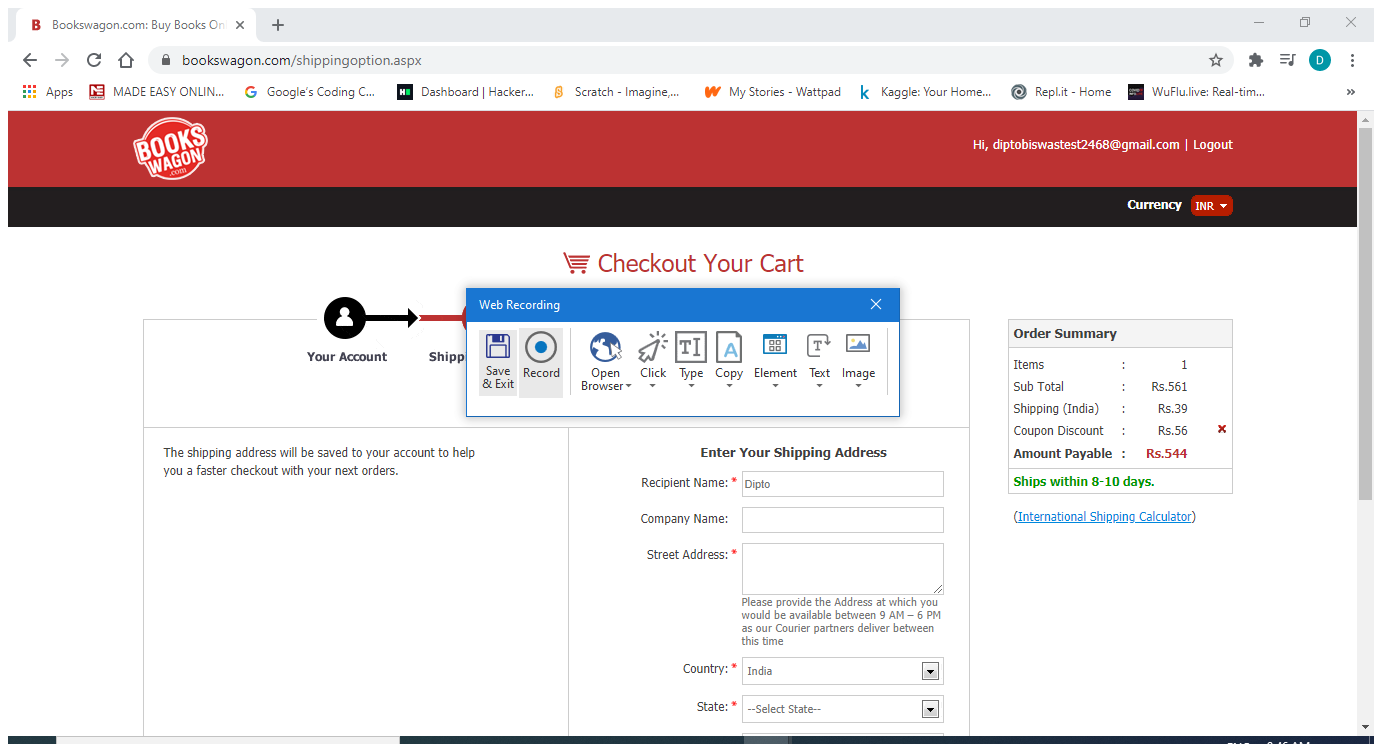 Bookswagon.com: Buy Books On
bookswagon.com/shippingoption.aspx
D
Apps
MADE EASY ONLIN...
Google's Coding C...
Dashboard | Hacker...
Scratch - Imagine,...
My Stories - Wattpad
Kaggle: Your Home...
Repl.it - Home
WuFlu.live: Real-tim...
BOOKS
WAGON
.com
Hi, diptobiswastest2468@gmail.com | Logout
Currency INR
Checkout Your Cart
Your Account
Shipp
Web Recording
Save & Exit
Record
Open Browser
Click
Type
Copy
Element
Text
Image
The shipping address will be saved to your account to help
you a faster checkout with your next orders.
Enter Your Shipping Address
Recipient Name: * Dipto
Company Name:
Street Address: *
Please provide the Address at which you
would be available between 9 AM – 6 PM
as our Courier partners deliver between
this time
Country: * India
State: * --Select State--
Order Summary
Items : 1
Sub Total : Rs.561
Shipping (India) : Rs.39
Coupon Discount : Rs.56
Amount Payable : Rs.544
Ships within 8-10 days.
(International Shipping Calculator)